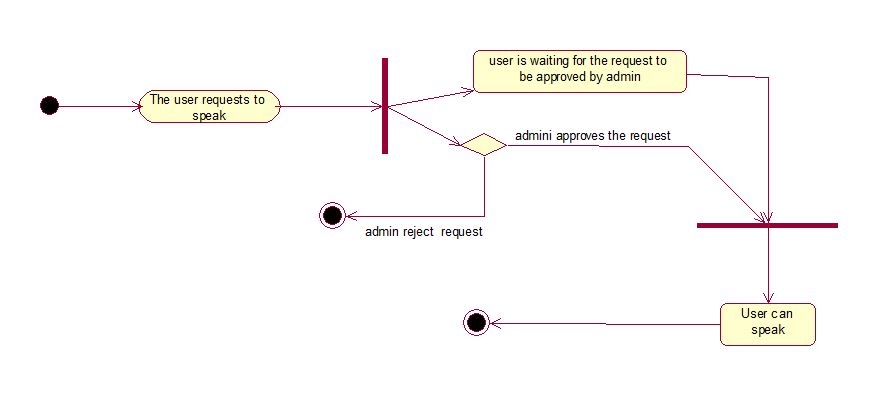 The user requests to
speak
user is waiting for the request to
be approved by admin
admini approves the request
admin reject  request
User can
speak